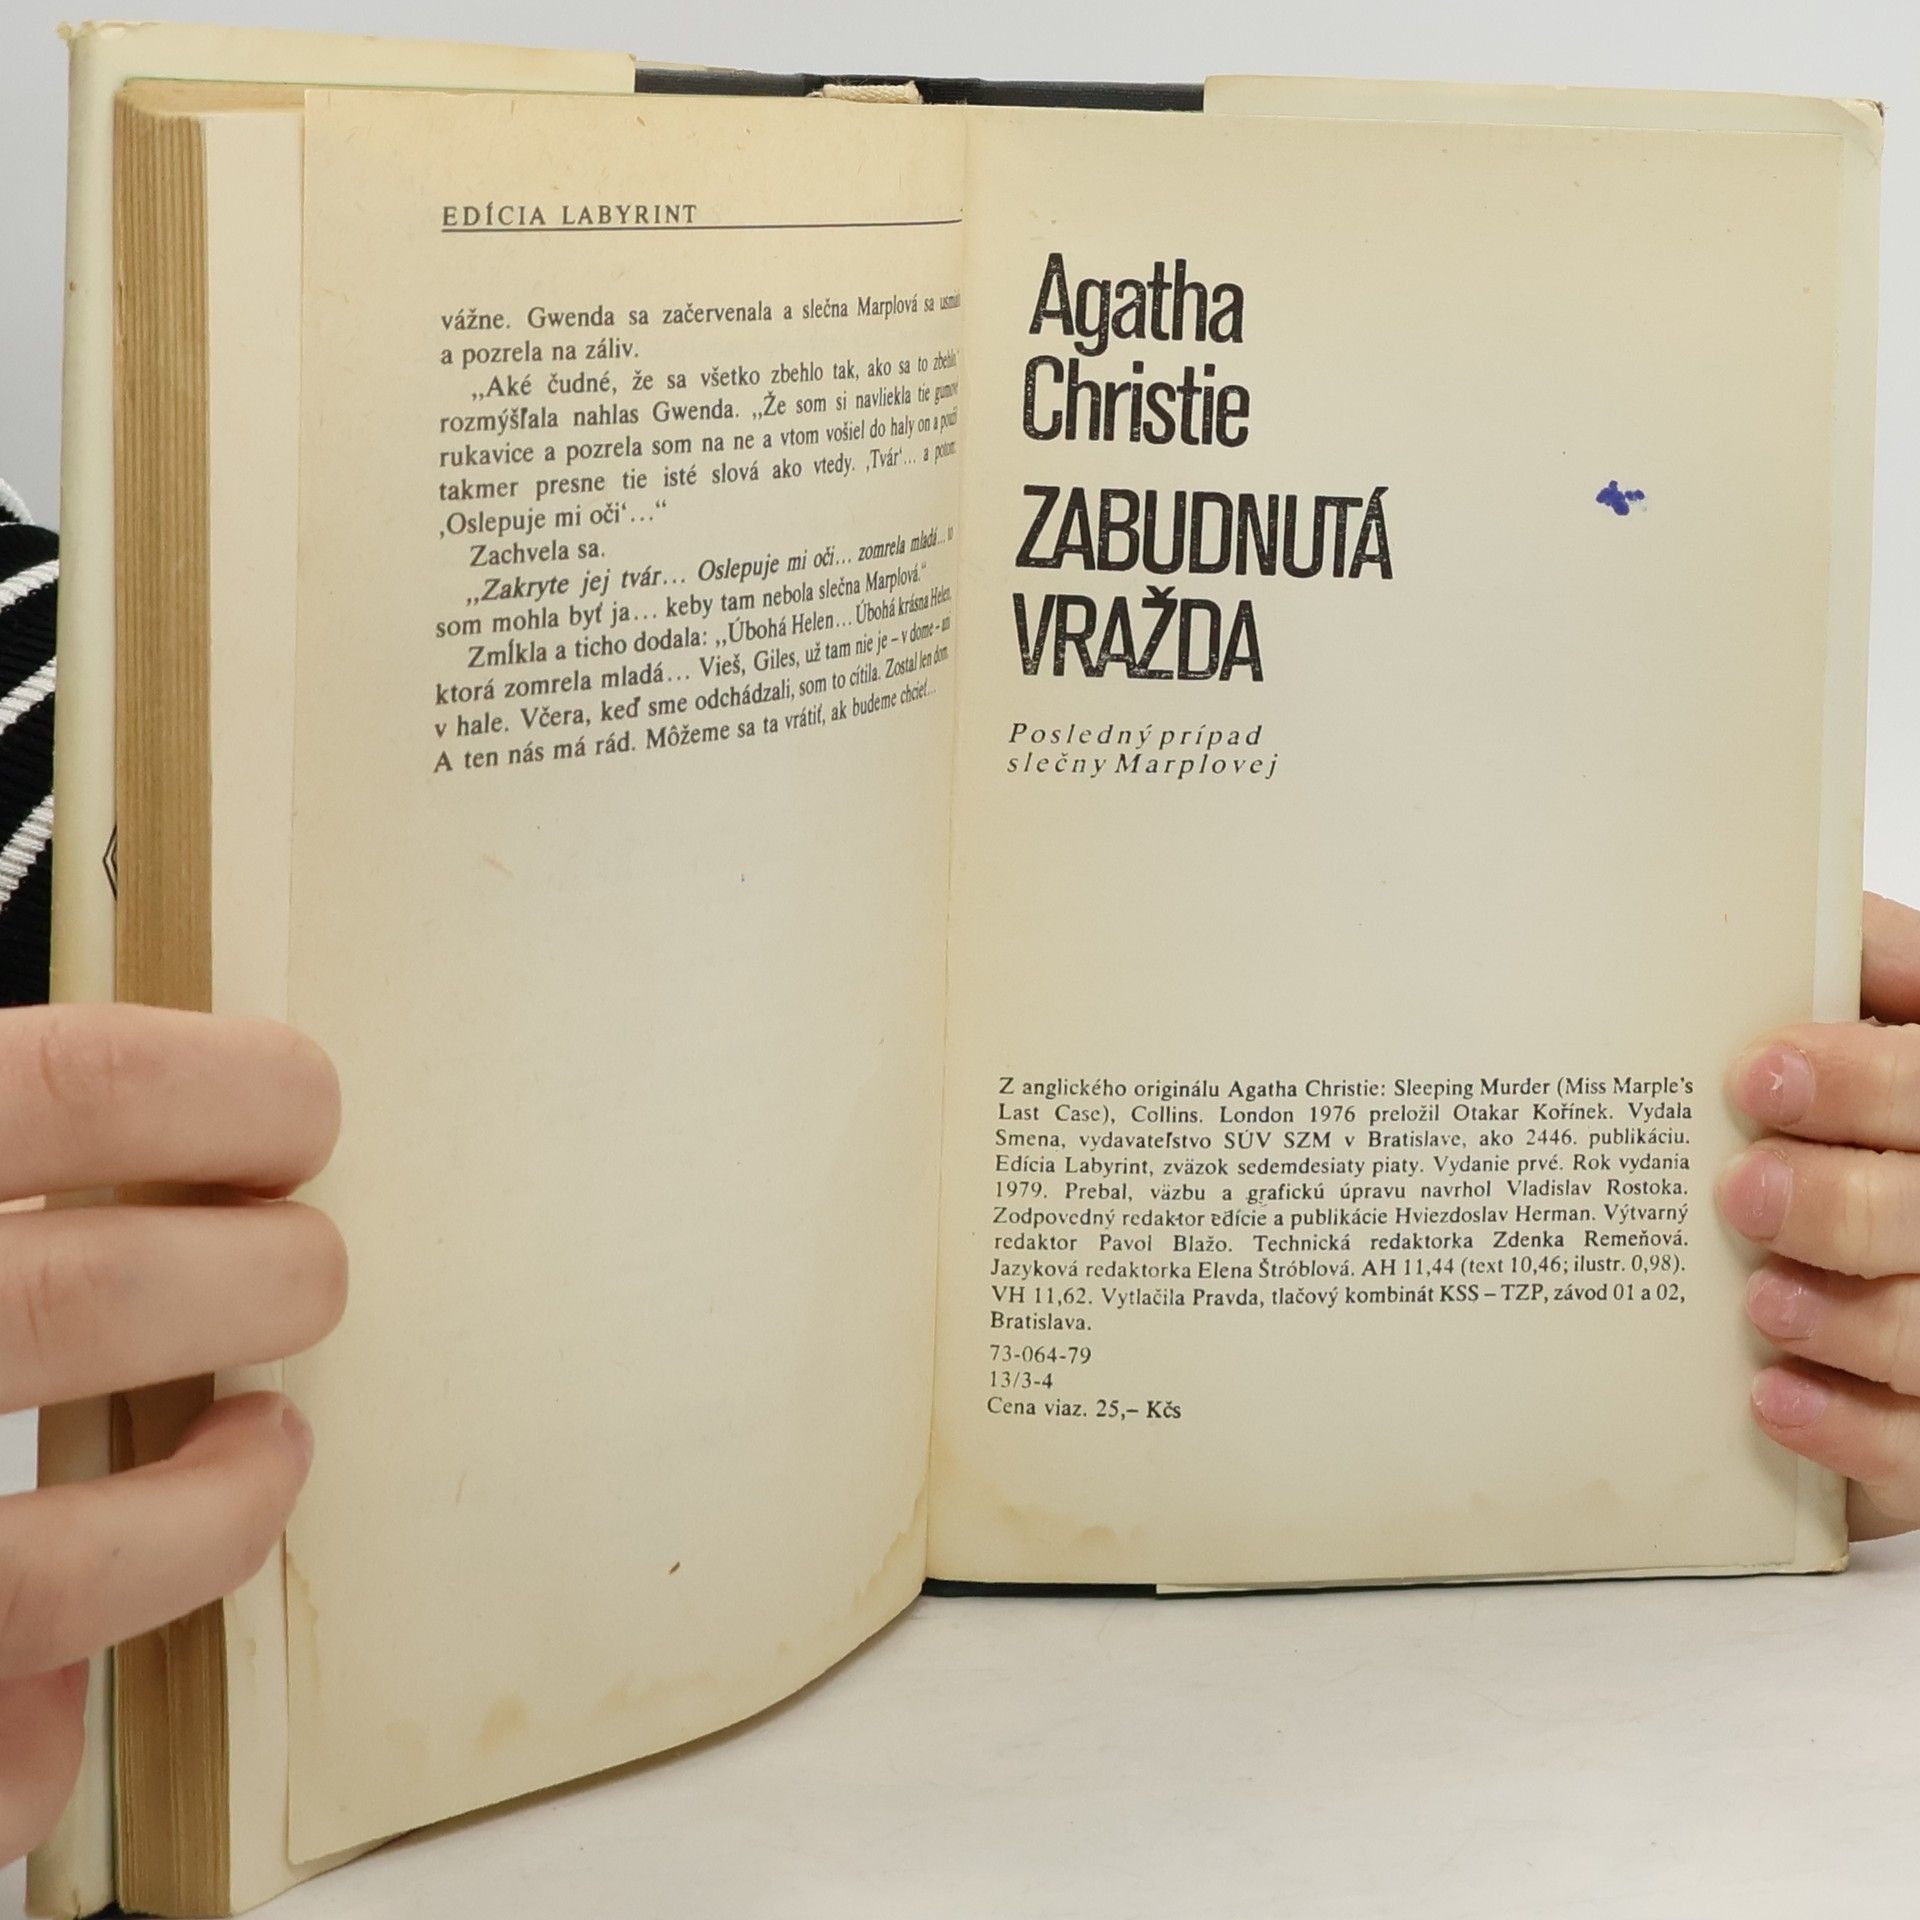 EDÍCIA LABYRINT
vážne. Gwenda sa začervenala a slečna Marplová sa
a pozrela na záliv.
„Aké čudné, že sa všetko zbehlo tak, ako sa to zbehlo,“
rozmýšľala nahlas Gwenda. „Že som si navliekla tie gumové
rukavice a pozrela som na ne a vtom vošiel do haly on a použil
takmer presne tie isté slová ako vtedy. ‚Tvár‘... a potom:
‚Oslepuje mi oči‘...“
Zachvela sa.
„Zakryte jej tvár... Oslepuje mi oči... zomrela mladá... to
som mohla byť ja... keby tam nebola slečna Marplová.“
Zmĺkla a ticho dodala: „Úbohá Helen... Úbohá krásna Helen,
ktorá zomrela mladá... Vieš, Giles, už tam nie je – v dome – ani
v hale. Včera, keď sme odchádzali, som to cítila. Zostal len dom.
A ten nás má rád. Môžeme sa ta vrátiť, ak budeme chcieť...
Agatha
Christie
ZABUDNUTÁ
VRAŽDA
Posledný prípad
slečny Marplovej
Z anglického originálu Agatha Christie: Sleeping Murder (Miss Marple's
Last Case), Collins. London 1976 preložil Otakar Kořínek. Vydala
Smena, vydavateľstvo SÚV SZM v Bratislave, ako 2446. publikáciu.
Edícia Labyrint, zväzok sedemdesiaty piaty. Vydanie prvé. Rok vydania
1979. Prebal, väzbu a grafickú úpravu navrhol Vladislav Rostoka.
Zodpovedný redaktor edície a publikácie Hviezdoslav Herman. Výtvarný
redaktor Pavol Blažo. Technická redaktorka Zdenka Remeňová.
Jazyková redaktorka Elena Štróblová. AH 11,44 (text 10,46; ilustr. 0,98).
VH 11,62. Vytlačila Pravda, tlačový kombinát KSS – TZP, závod 01 a 02,
Bratislava.
73-064-79
13/3-4
Cena viaz. 25,– Kčs